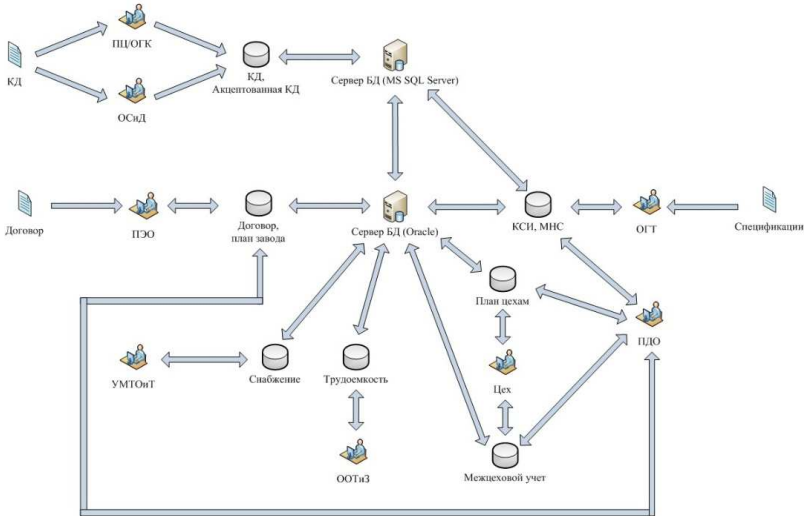 ПЦ/ОГК
КД
КД,
Акцептованная КД
Сервер БД (MS SQL Server)
ОСиД
Договор
ПЭО
Договор,
план завода
Сервер БД (Oracle)
КСИ, МНС
ОГТ
Спецификации
План цехам
ПДО
УМТОиТ
Снабжение
Трудоемкость
Цех
ООТиЗ
Межцеховой учет